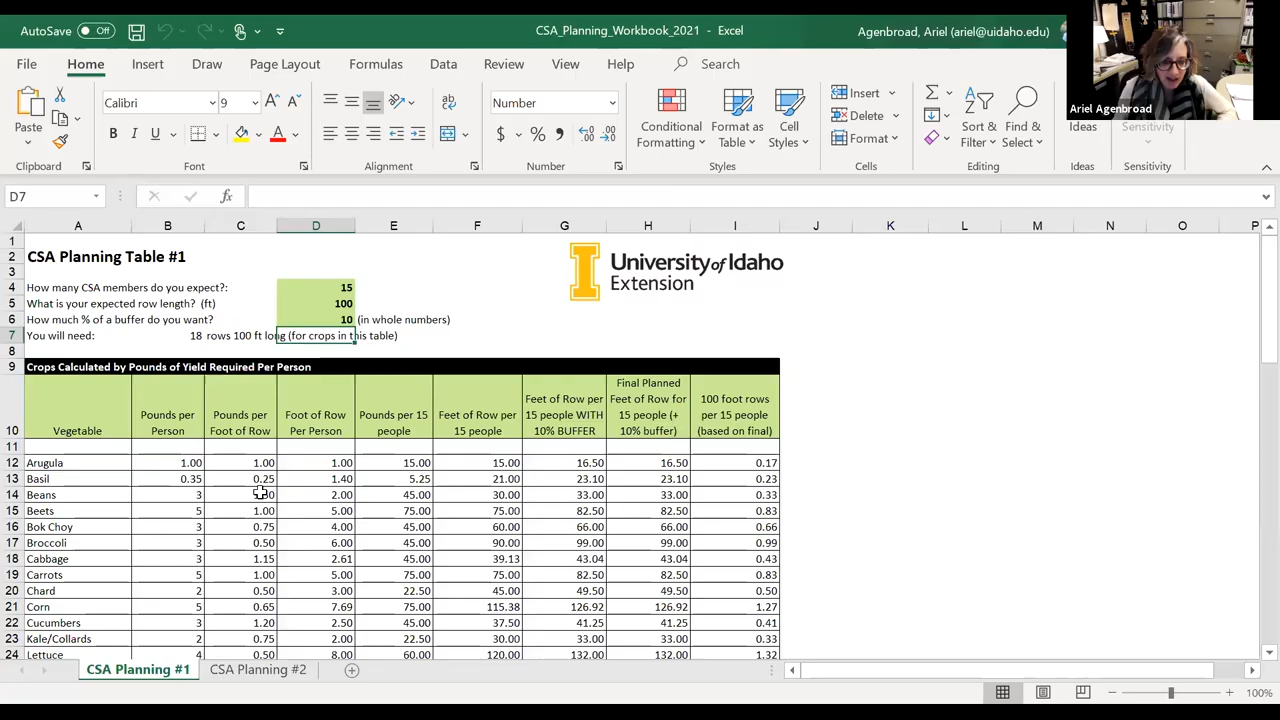 AutoSave Off CSA_Planning_Workbook_2021 - Excel Agenbroad, Ariel (ariel@uidaho.edu)
File Home Insert Draw Page Layout Formulas Data Review View Help Search
Ariel Agenbroad
Paste
Calibri 9
B I U A
ab
Number
$ % ,
Conditional Formatting
Format as Table
Cell Styles
Insert
Delete
Format
Sort & Filter
Find & Select
Ideas
Sensitivity
Clipboard Font Alignment Number Styles Cells Editing Ideas Sensitivity
D7 fx
A B C D E F G H I J K L M N O P
1
2 CSA Planning Table #1
University of Idaho
Extension
3
4 How many CSA members do you expect?: 15
5 What is your expected row length? (ft) 100
6 How much % of a buffer do you want? 10 (in whole numbers)
7 You will need: 18 rows 100 ft long (for crops in this table)
8
9 Crops Calculated by Pounds of Yield Required Per Person
10 Vegetable Pounds per Person Pounds per Foot of Row Foot of Row Per Person Pounds per 15 people Feet of Row per 15 people Feet of Row per 15 people WITH 10% BUFFER Final Planned Feet of Row for 15 people (+ 10% buffer) 100 foot rows per 15 people (based on final)
11
12 Arugula 1.00 1.00 1.00 15.00 15.00 16.50 16.50 0.17
13 Basil 0.35 0.25 1.40 5.25 21.00 23.10 23.10 0.23
14 Beans 3 2.00 45.00 30.00 33.00 33.00 0.33
15 Beets 5 1.00 5.00 75.00 75.00 82.50 82.50 0.83
16 Bok Choy 3 0.75 4.00 45.00 60.00 66.00 66.00 0.66
17 Broccoli 3 0.50 6.00 45.00 90.00 99.00 99.00 0.99
18 Cabbage 3 1.15 2.61 45.00 39.13 43.04 43.04 0.43
19 Carrots 5 1.00 5.00 75.00 75.00 82.50 82.50 0.83
20 Chard 2 0.50 3.00 22.50 45.00 49.50 49.50 0.50
21 Corn 5 0.65 7.69 75.00 115.38 126.92 126.92 1.27
22 Cucumbers 3 1.20 2.50 45.00 37.50 41.25 41.25 0.41
23 Kale/Collards 2 0.75 2.00 22.50 30.00 33.00 33.00 0.33
24 Lettuce 4 0.50 8.00 60.00 120.00 132.00 132.00 1.32
CSA Planning #1 CSA Planning #2
100%